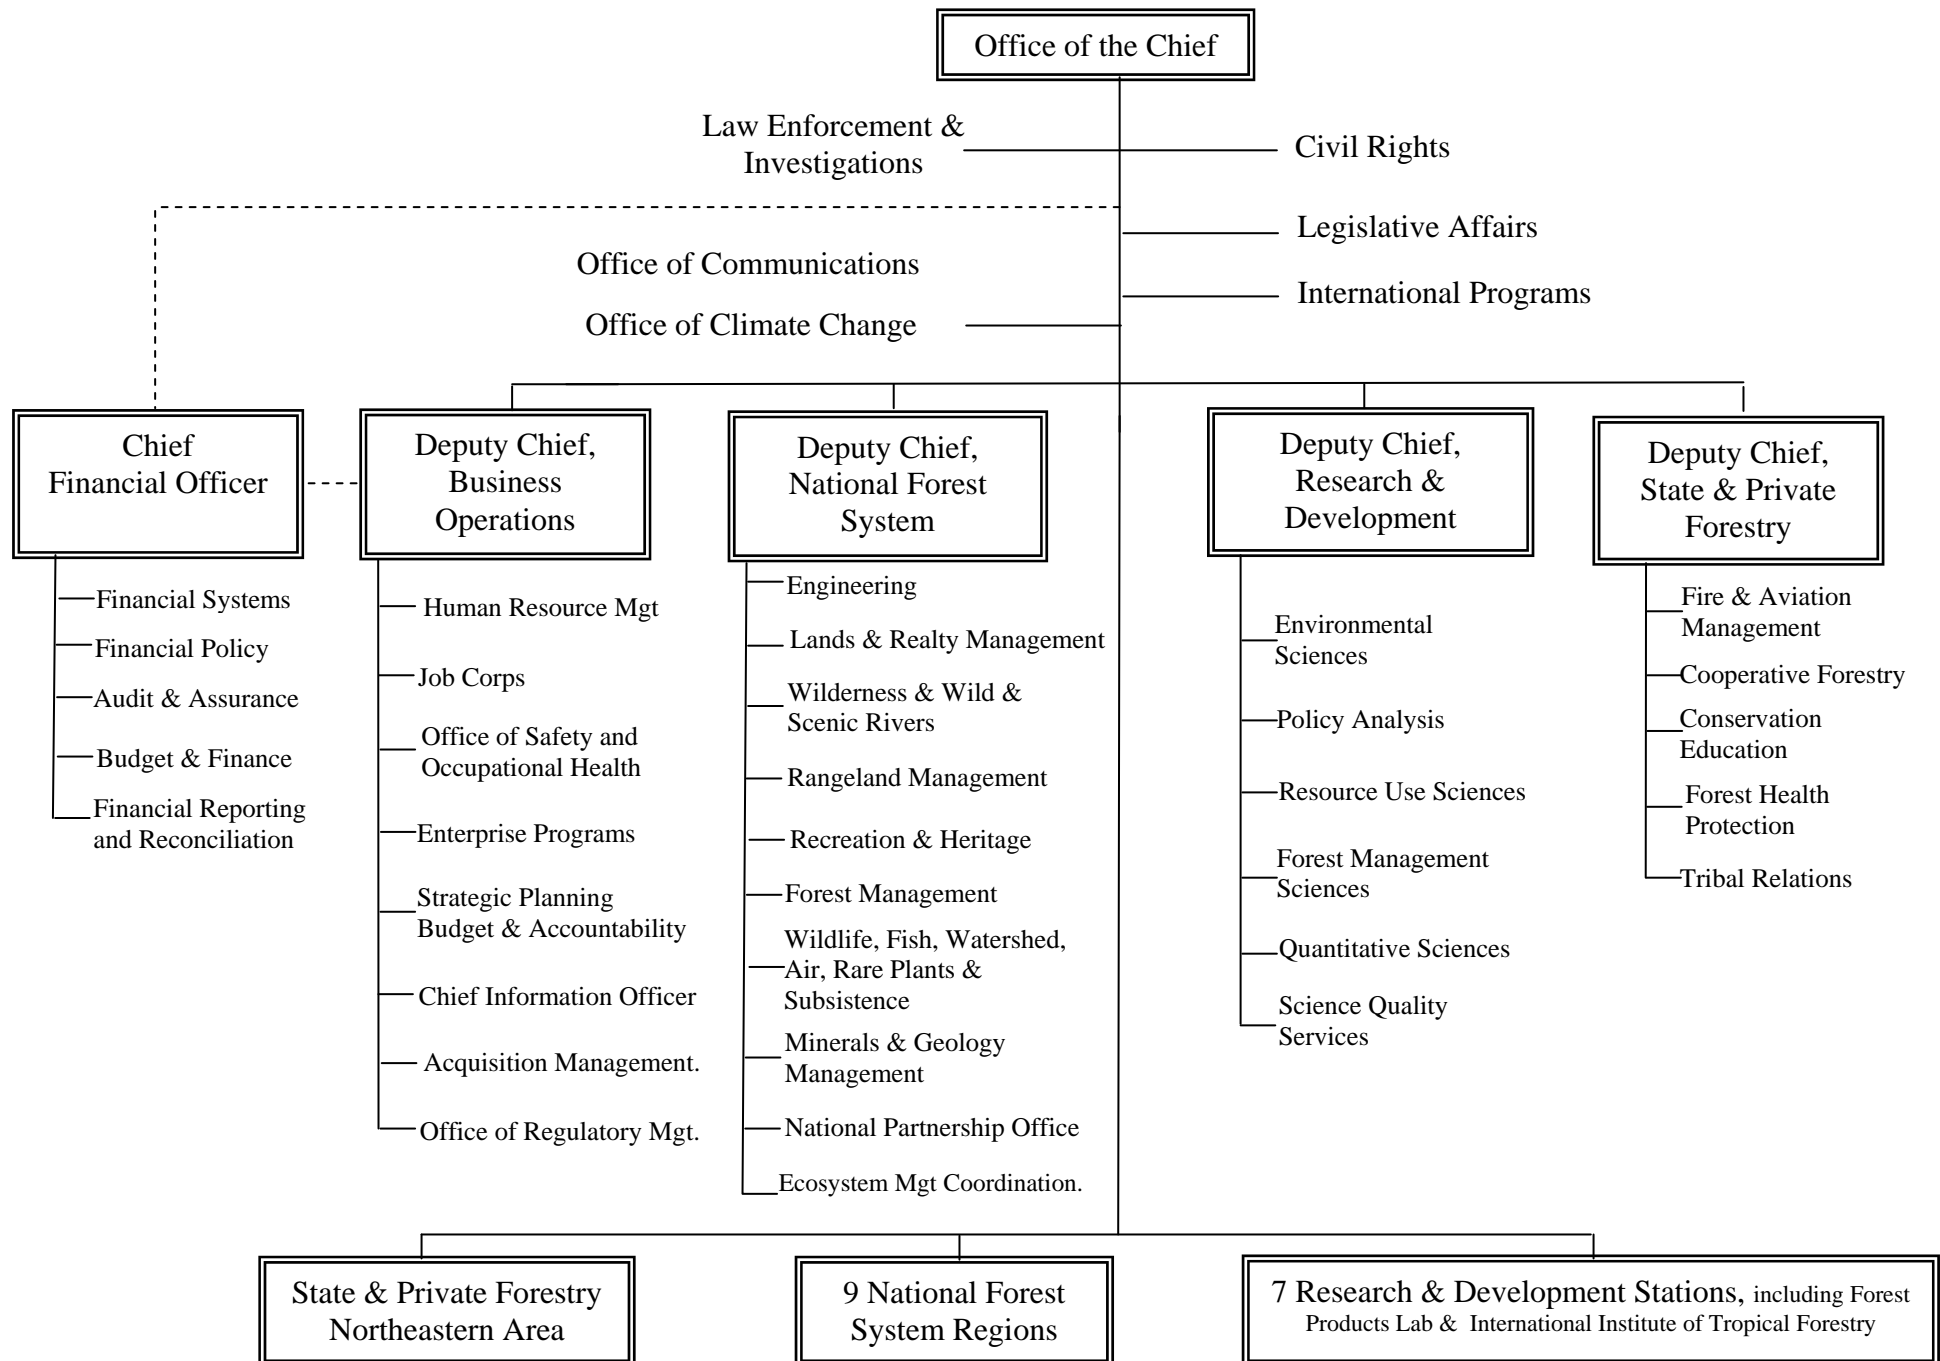 Office of the Chief
Law Enforcement &
Investigations
Civil Rights
Legislative Affairs
Office of Communications
International Programs
Office of Climate Change
Chief
Financial Officer
Deputy Chief,
Business
Operations
Deputy Chief,
National Forest
System
Deputy Chief,
Research &
Development
Deputy Chief,
State & Private
Forestry
Financial Systems
Financial Policy
Audit & Assurance
Budget & Finance
Financial Reporting
and Reconciliation
Human Resource Mgt
Job Corps
Office of Safety and
Occupational Health
Enterprise Programs
Strategic Planning
Budget & Accountability
Chief Information Officer
Acquisition Management.
Office of Regulatory Mgt.
Engineering
Lands & Realty Management
Wilderness & Wild &
Scenic Rivers
Rangeland Management
Recreation & Heritage
Forest Management
Wildlife, Fish, Watershed,
Air, Rare Plants &
Subsistence
Minerals & Geology
Management
National Partnership Office
Ecosystem Mgt Coordination.
Environmental
Sciences
Policy Analysis
Resource Use Sciences
Forest Management
Sciences
Quantitative Sciences
Science Quality
Services
Fire & Aviation
Management
Cooperative Forestry
Conservation
Education
Forest Health
Protection
Tribal Relations
State & Private Forestry
Northeastern Area
9 National Forest
System Regions
7 Research & Development Stations, including Forest
Products Lab & International Institute of Tropical Forestry